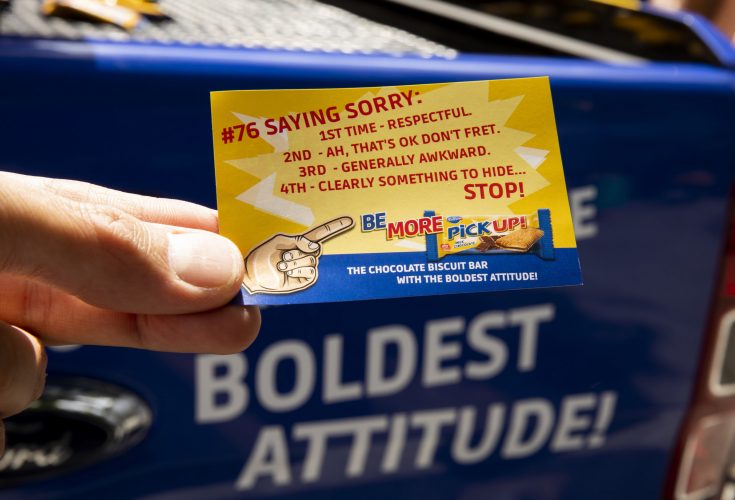 #76 SAYING SORRY:
1ST TIME - RESPECTFUL.
2ND - AH, THAT'S OK DON'T FRET.
3RD - GENERALLY AWKWARD.
4TH - CLEARLY SOMETHING TO HIDE...
STOP!
BE MORE PiCK UP!
THE CHOCOLATE BISCUIT BAR
WITH THE BOLDEST ATTITUDE!
BOLDEST
ATTITUDE!
Ford